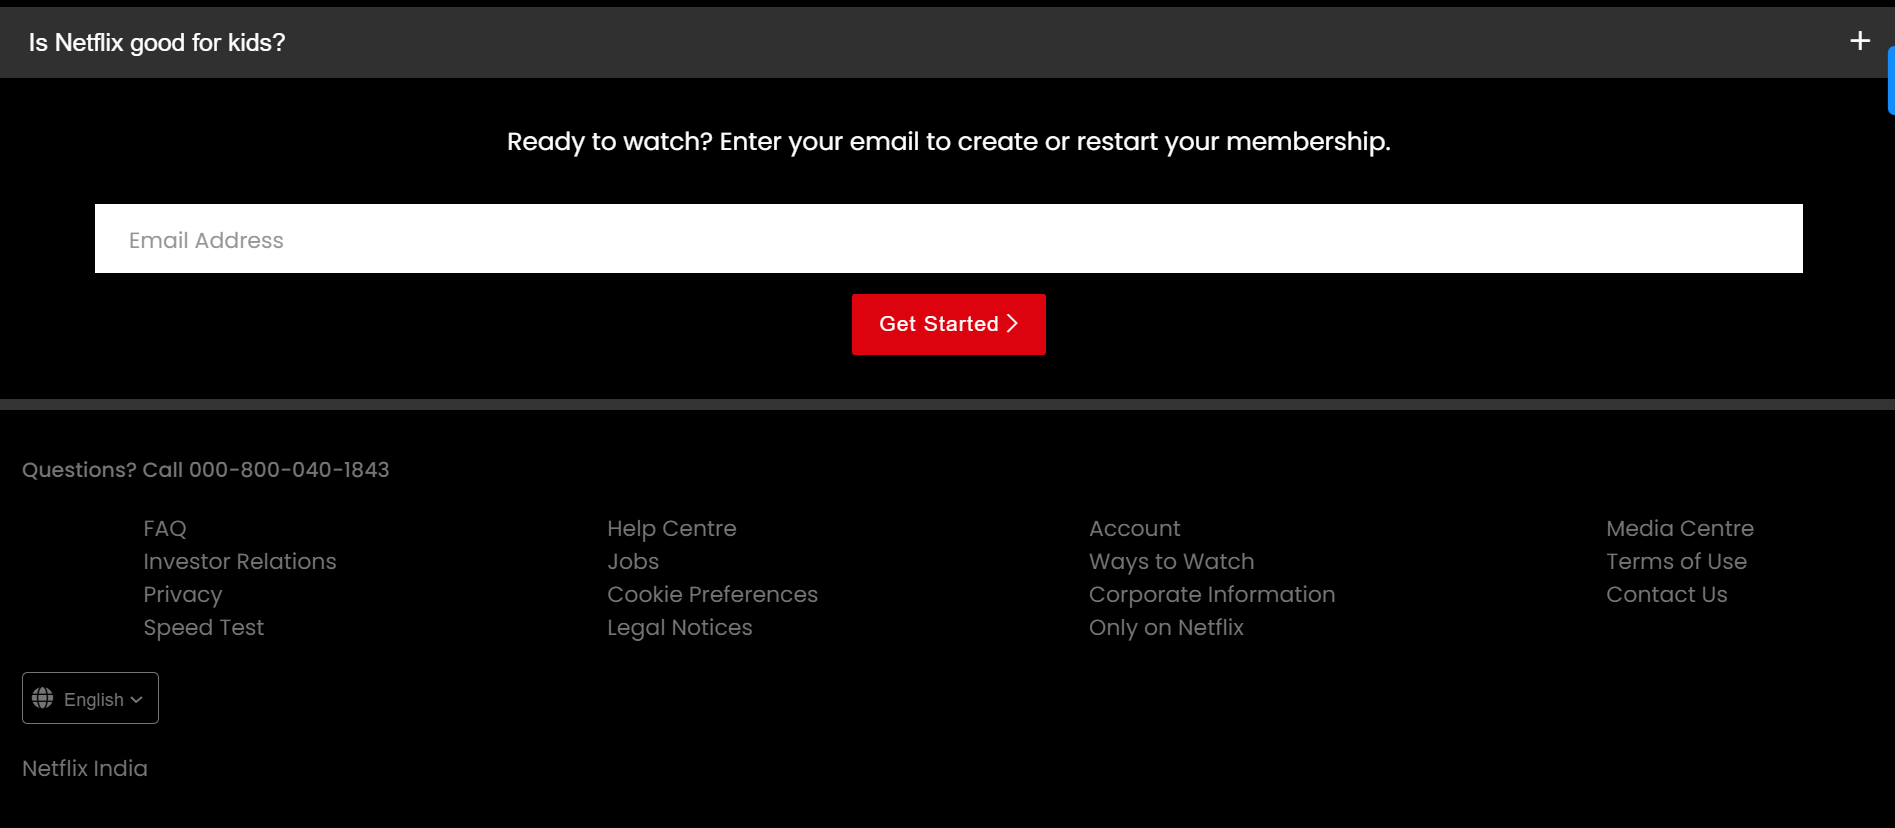 Is Netflix good for kids?
+
Ready to watch? Enter your email to create or restart your membership.
Email Address
Get Started
Questions? Call 000-800-040-1843
FAQ
Investor Relations
Privacy
Speed Test
Help Centre
Jobs
Cookie Preferences
Legal Notices
Account
Ways to Watch
Corporate Information
Only on Netflix
Media Centre
Terms of Use
Contact Us
English
Netflix India